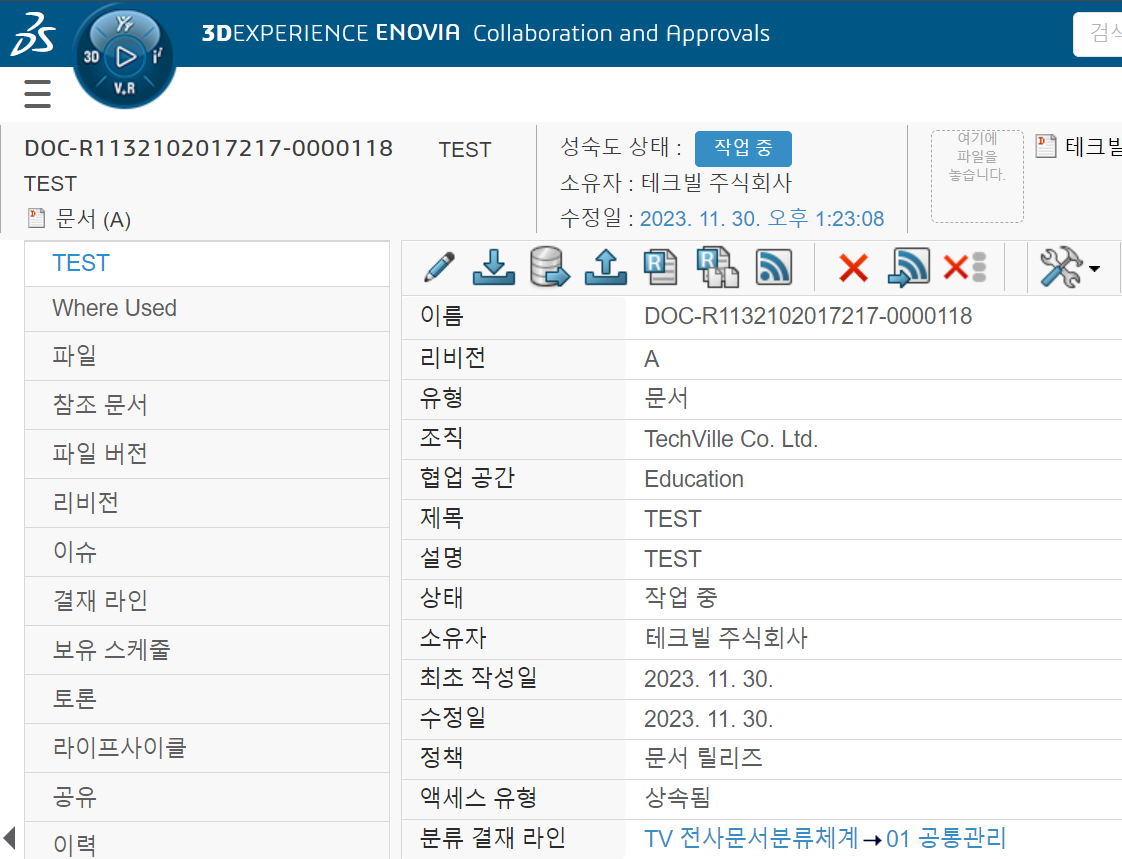 3DEXPERIENCE ENOVIA Collaboration and Approvals
3D
V.R
DOC-R1132102017217-0000118
TEST
TEST
문서 (A)
성숙도 상태 : 작업 중
소유자 : 테크빌 주식회사
수정일 : 2023. 11. 30. 오후 1:23:08
여기에
파일을
놓습니다.
테크빌
TEST
Where Used
파일
참조 문서
파일 버전
리비전
이슈
결재 라인
보유 스케줄
토론
라이프사이클
공유
이력
이름 DOC-R1132102017217-0000118
리비전 A
유형 문서
조직 TechVille Co. Ltd.
협업 공간 Education
제목 TEST
설명 TEST
상태 작업 중
소유자 테크빌 주식회사
최초 작성일 2023. 11. 30.
수정일 2023. 11. 30.
정책 문서 릴리즈
액세스 유형 상속됨
분류 결재 라인 TV 전사문서분류체계→01 공통관리